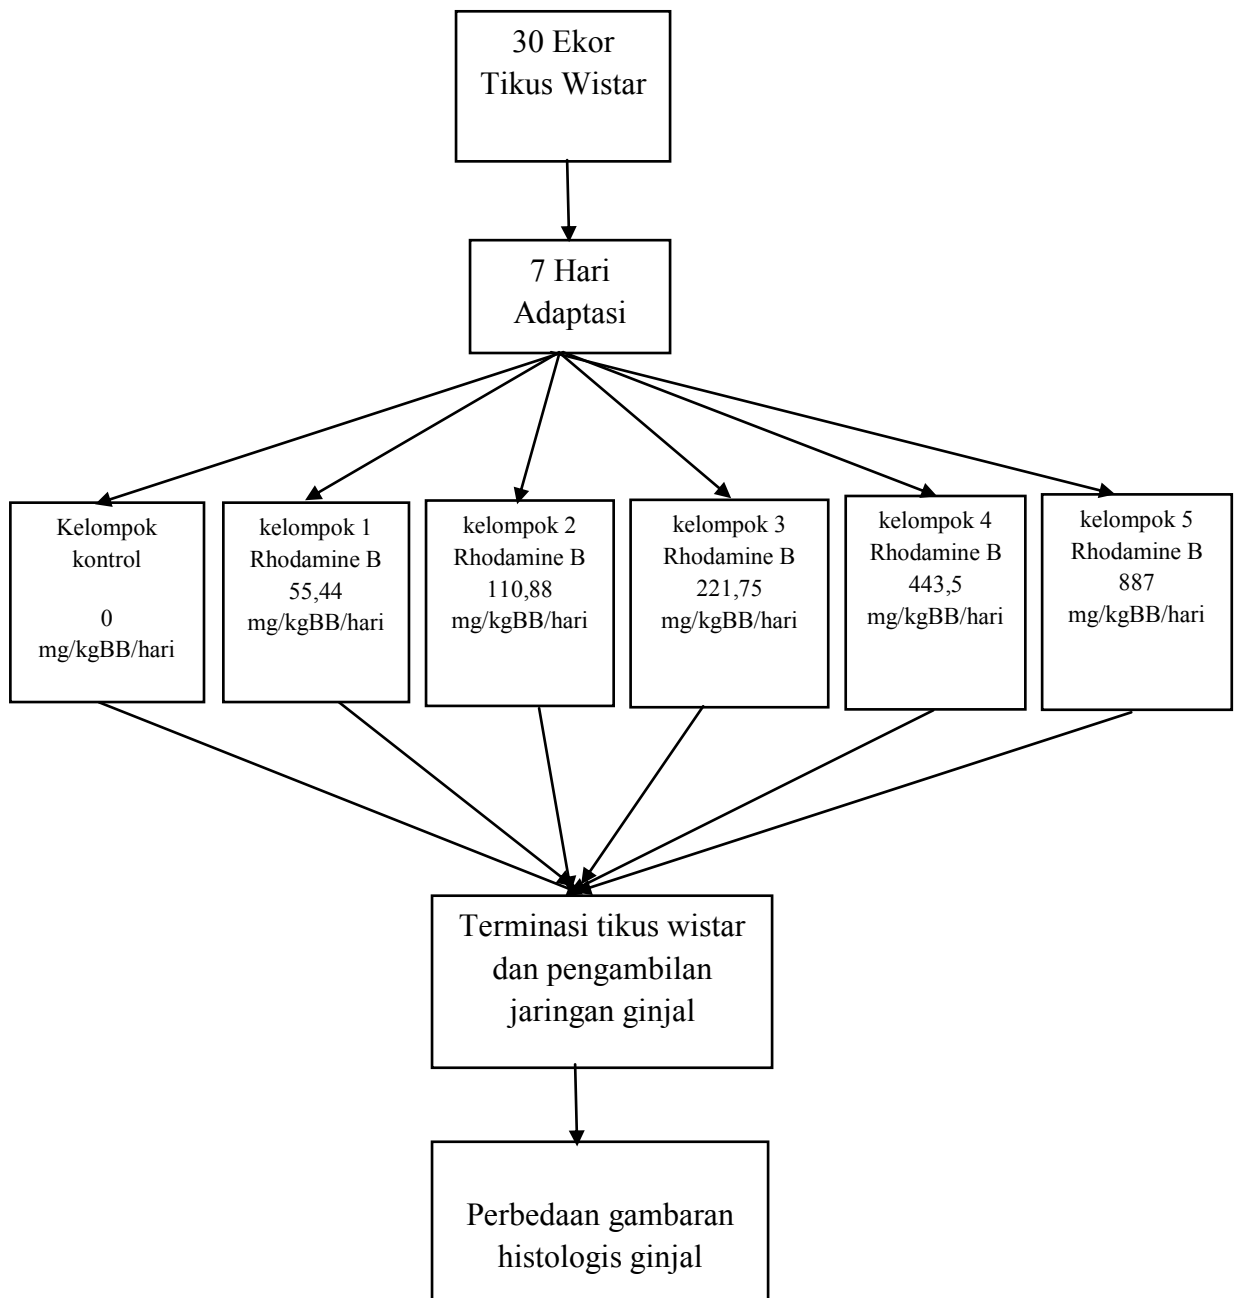 30 Ekor
Tikus Wistar
7 Hari
Adaptasi
Kelompok
kontrol
0
mg/kgBB/hari
kelompok 1
Rhodamine B
55,44
mg/kgBB/hari
kelompok 2
Rhodamine B
110,88
mg/kgBB/hari
kelompok 3
Rhodamine B
221,75
mg/kgBB/hari
kelompok 4
Rhodamine B
443,5
mg/kgBB/hari
kelompok 5
Rhodamine B
887
mg/kgBB/hari
Terminasi tikus wistar
dan pengambilan
jaringan ginjal
Perbedaan gambaran
histologis ginjal